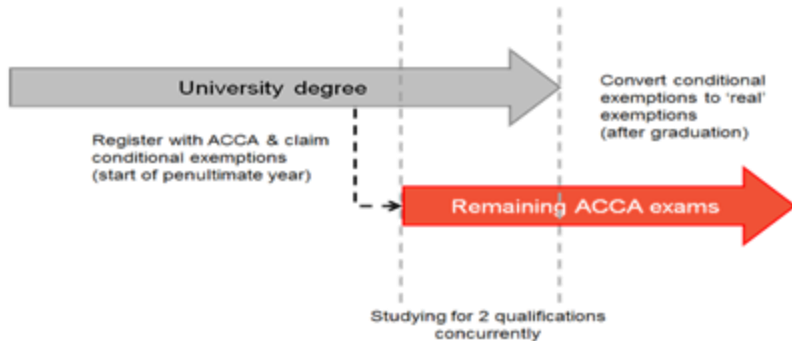 University degree
Convert conditional
exemptions to 'real'
exemptions
(after graduation)
Register with ACCA & claim
conditional exemptions
(start of penultimate year)
Remaining ACCA exams
Studying for 2 qualifications
concurrently